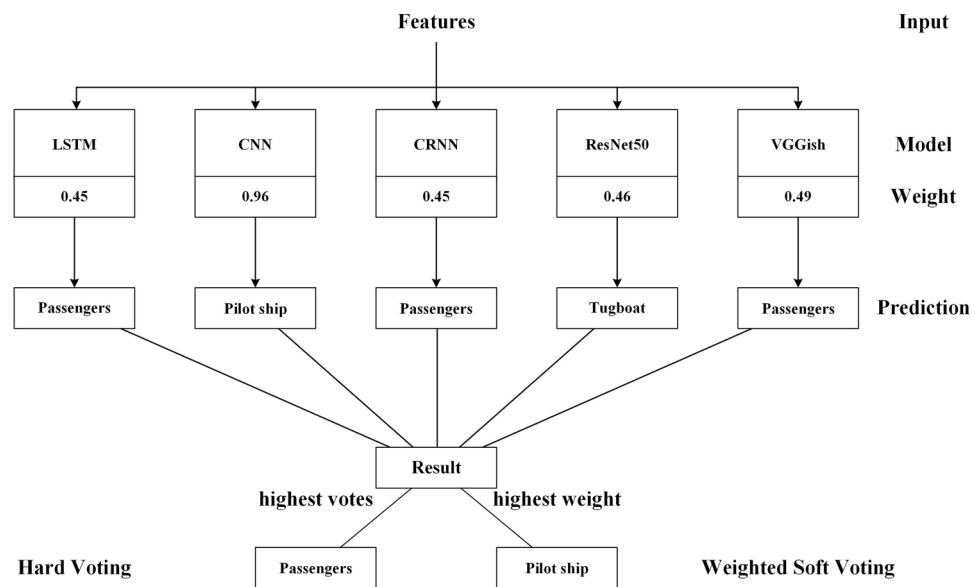 Features Input
LSTM CNN CRNN ResNet50 VGGish Model
0.45 0.96 0.45 0.46 0.49 Weight
Passengers Pilot ship Passengers Tugboat Passengers Prediction
Result
highest votes highest weight
Hard Voting Passengers Pilot ship Weighted Soft Voting